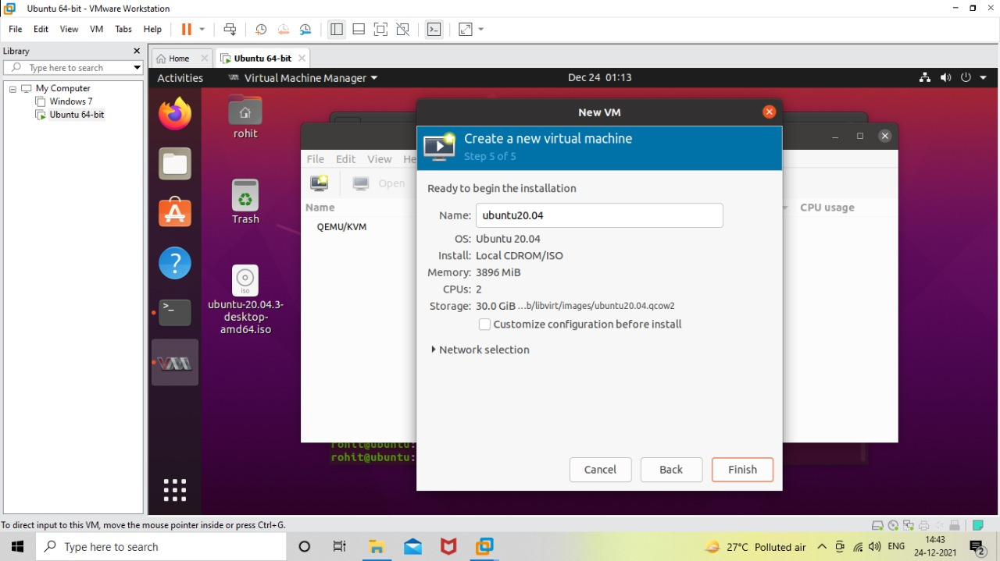 Ubuntu 64-bit - VMware Workstation
File Edit View VM Tabs Help
Library
Type here to search
My Computer
Windows 7
Ubuntu 64-bit
Home
Ubuntu 64-bit
Activities
Virtual Machine Manager
Dec 24 01:13
rohit
Trash
iso
ubuntu-20.04.3-
desktop-
amd64.iso
File Edit View He
Open
Name
CPU usage
QEMU/KVM
rohit@ubuntu:
rohit@ubuntu:
New VM
Create a new virtual machine
Step 5 of 5
Ready to begin the installation
Name: ubuntu20.04
OS: Ubuntu 20.04
Install: Local CDROM/ISO
Memory: 3896 MiB
CPUs: 2
Storage: 30.0 GiB …b/libvirt/images/ubuntu20.04.qcow2
Customize configuration before install
Network selection
Cancel Back Finish
To direct input to this VM, move the mouse pointer inside or press Ctrl+G.
Type here to search
27°C Polluted air
ENG
14:43
24-12-2021
2